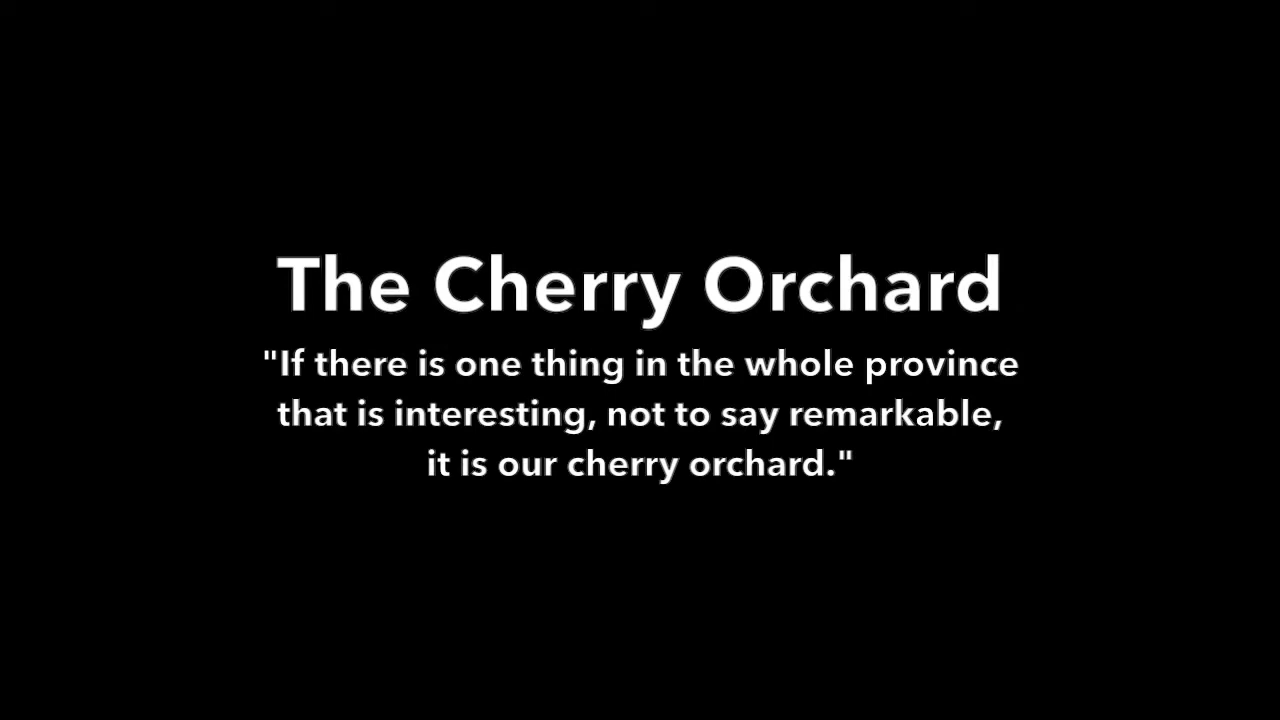 The Cherry Orchard
"If there is one thing in the whole province
that is interesting, not to say remarkable,
it is our cherry orchard."